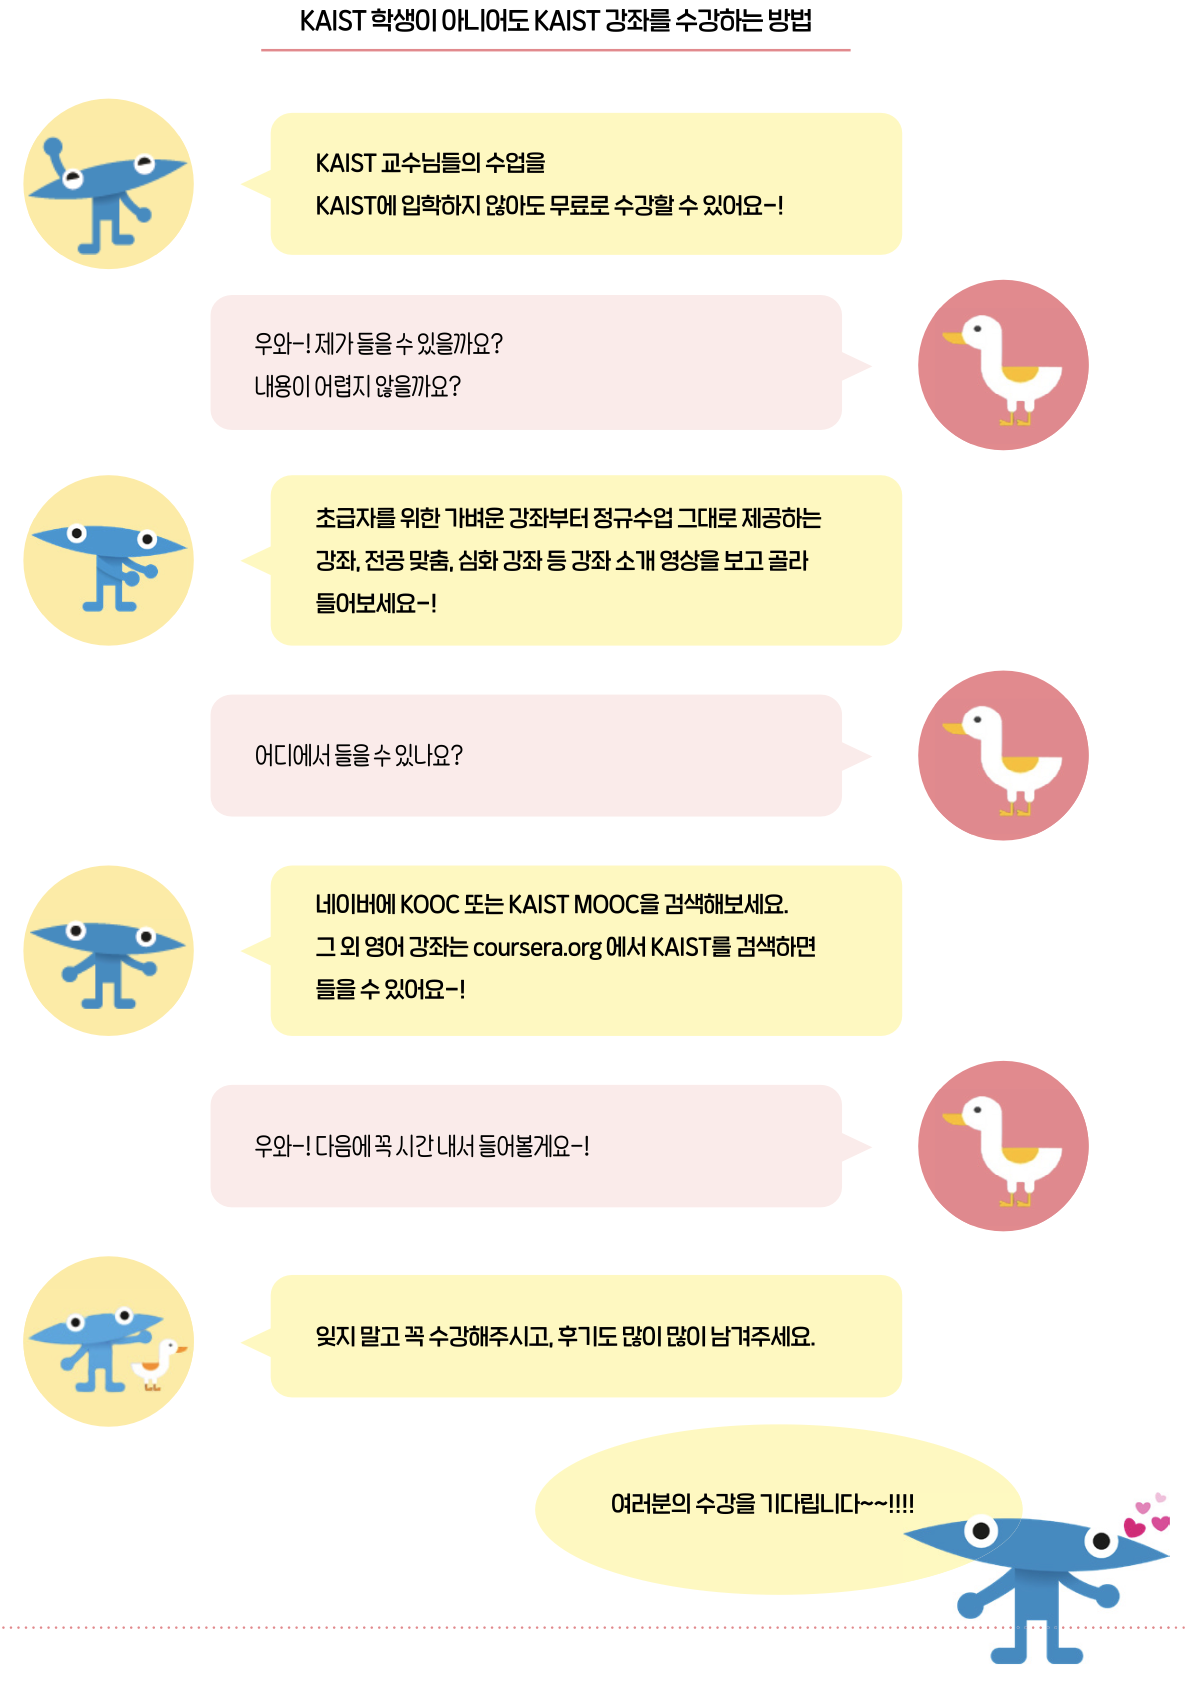 KAIST 학생이 아니어도 KAIST 강좌를 수강하는 방법
KAIST 교수님들의 수업을
KAIST에 입학하지 않아도 무료로 수강할 수 있어요-!
우와-! 제가 들을 수 있을까요?
내용이 어렵지 않을까요?
초급자를 위한 가벼운 강좌부터 정규수업 그대로 제공하는
강좌, 전공 맞춤, 심화 강좌 등 강좌 소개 영상을 보고 골라
들어보세요-!
어디에서 들을 수 있나요?
네이버에 KOOC 또는 KAIST MOOC을 검색해보세요.
그 외 영어 강좌는 coursera.org 에서 KAIST를 검색하면
들을 수 있어요-!
우와-! 다음에 꼭 시간 내서 들어볼게요-!
잊지 말고 꼭 수강해주시고, 후기도 많이 많이 남겨주세요.
여러분의 수강을 기다립니다~~!!!!